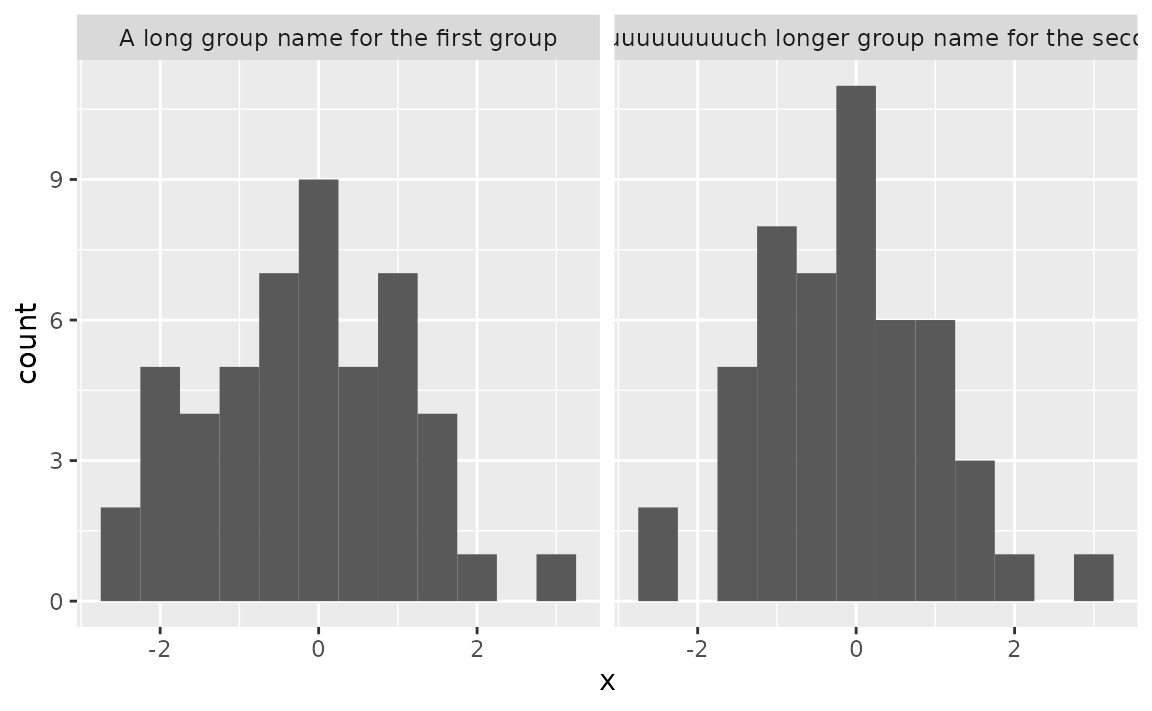 A long group name for the first group
uuuuuuuuuch longer group name for the seco
count
9
6
3
0
-2 0 2
-2 0 2
x